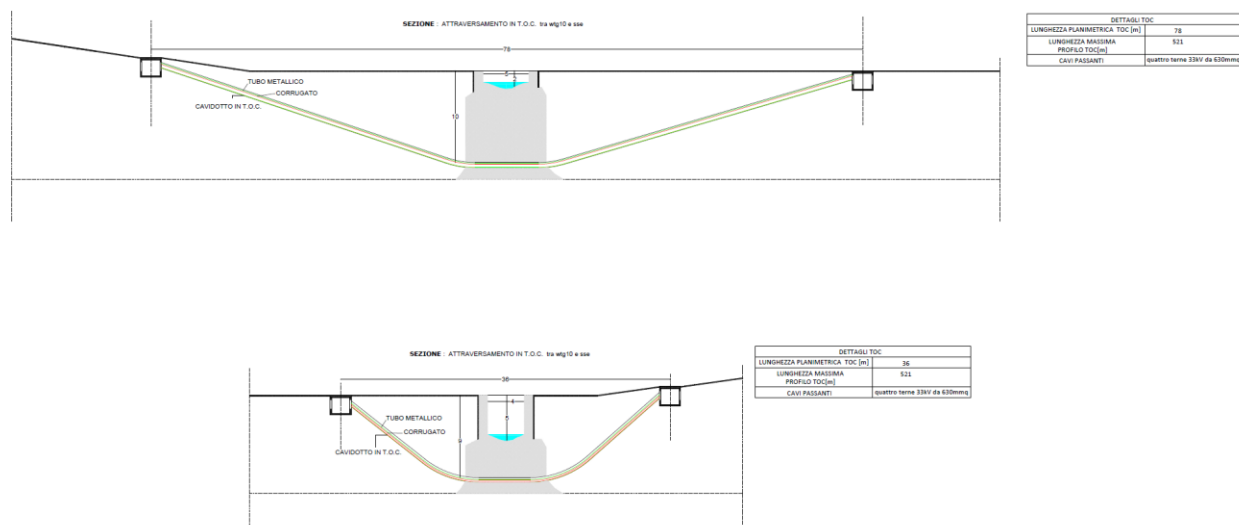 SEZIONE : ATTRAVERSAMENTO IN T.O.C. tra wtg10 e sse
78
5
TUBO METALLICO
CORRUGATO
CAVIDOTTO IN T.O.C.
10
DETTAGLI TOC
LUNGHEZZA PLANIMETRICA TOC [m] 78
LUNGHEZZA MASSIMA PROFILO TOC[m] 521
CAVI PASSANTI quattro terne 33kV da 630mmq
SEZIONE : ATTRAVERSAMENTO IN T.O.C. tra wtg10 e sse
36
4
5
TUBO METALLICO
CORRUGATO
CAVIDOTTO IN T.O.C.
DETTAGLI TOC
LUNGHEZZA PLANIMETRICA TOC [m] 36
LUNGHEZZA MASSIMA PROFILO TOC[m] 521
CAVI PASSANTI quattro terne 33kV da 630mmq